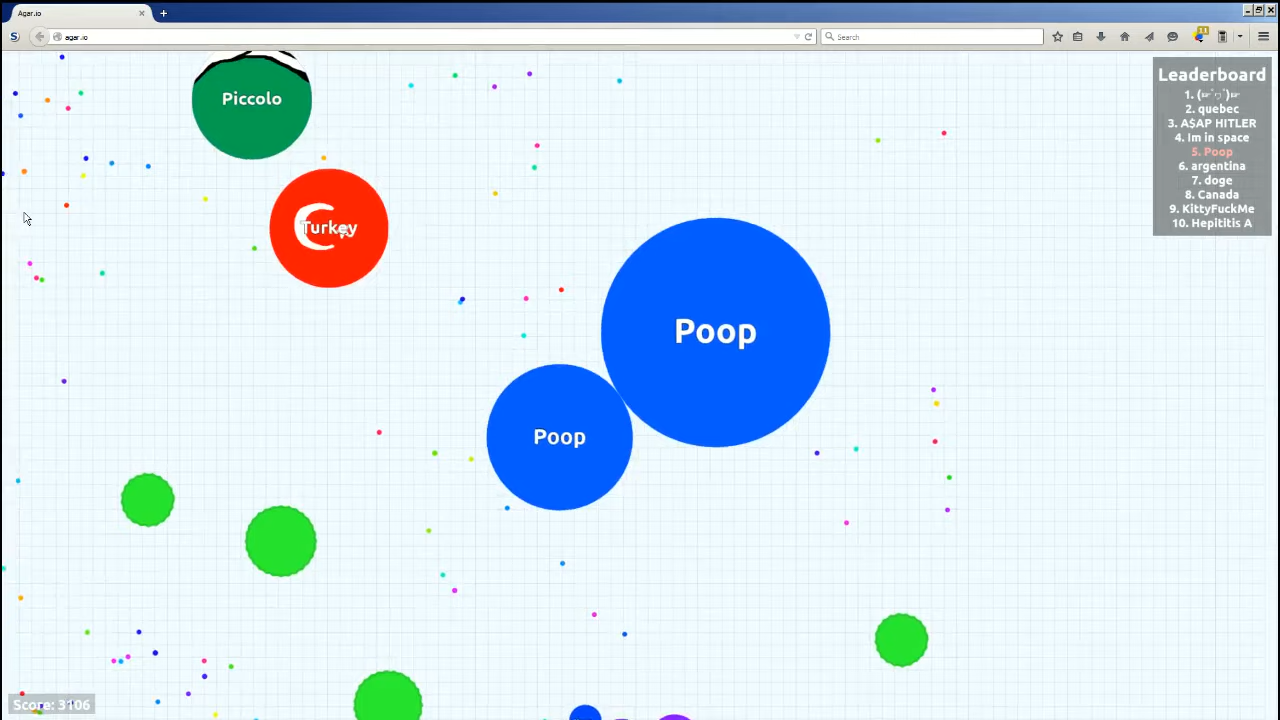 Agar.io
agar.io
Search
11
Piccolo
Turkey
Poop
Poop
Leaderboard
2. quebec
3. A$AP HITLER
4. Im in space
5. Poop
6. argentina
7. doge
8. Canada
9. KittyFuckMe
10. Hepititis A
Score: 3106